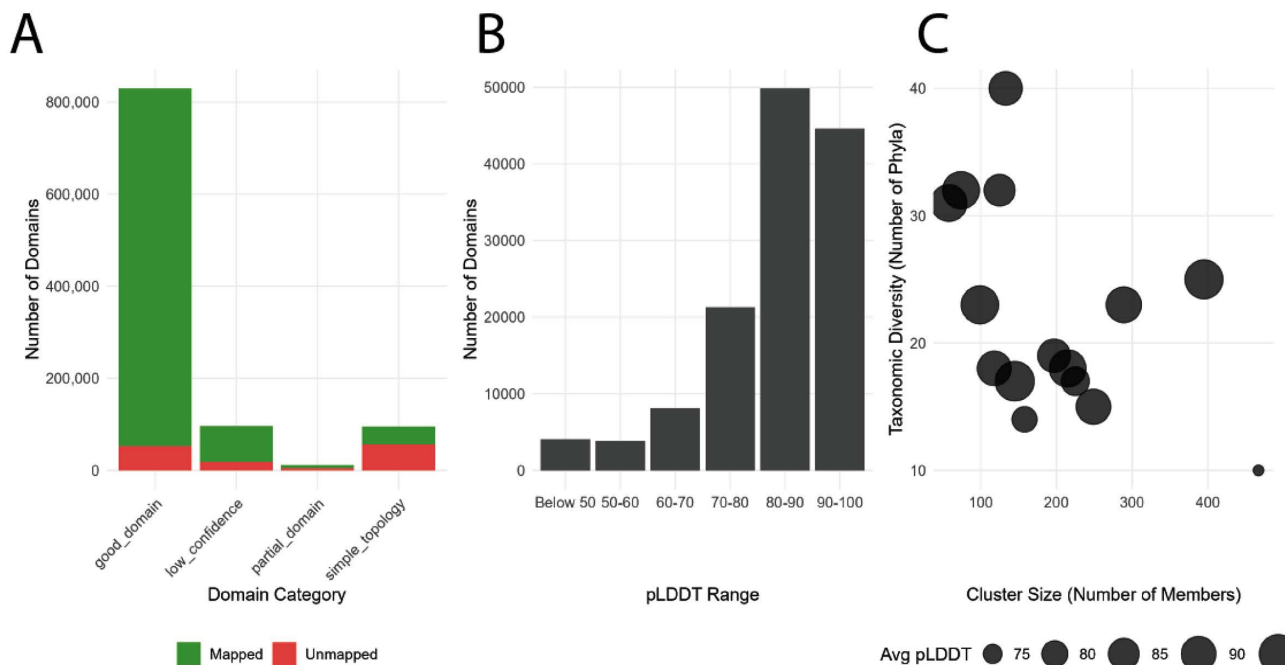 A
B
C
Number of Domains
800,000
600,000
400,000
200,000
0
good_domain
low_confidence
partial_domain
simple_topology
Domain Category
Mapped
Unmapped
Number of Domains
50000
40000
30000
20000
10000
0
Below 50
50-60
60-70
70-80
80-90
90-100
pLDDT Range
Taxonomic Diversity (Number of Phyla)
40
30
20
10
100
200
300
400
Cluster Size (Number of Members)
Avg pLDDT
75
80
85
90